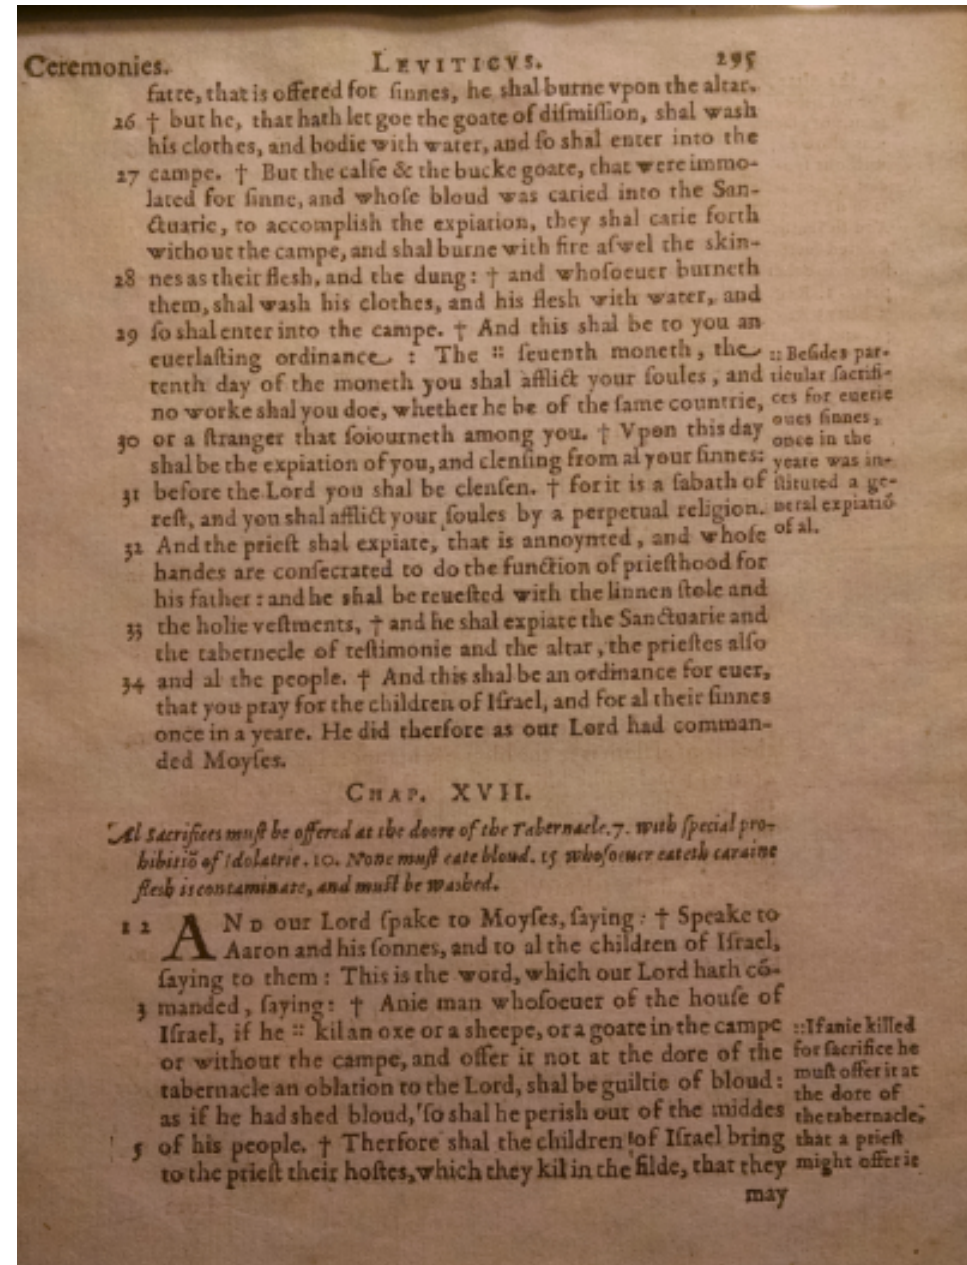 Ceremonies. LEVITICVS. 295
fatte, that is offered for ſinnes, he shal burne vpon the altar.
26 † but he, that hath let goe the goate of diſmiſſion, shal wash
his clothes, and bodie with water, and ſo shal enter into the
27 campe. † But the calfe & the bucke goate, that were immo-
lated for ſinne, and whoſe bloud was caried into the San-
ctuarie, to accomplish the expiation, they shal carie forth
without the campe, and shal burne with fire aſwel the skin-
28 nes as their flesh, and the dung: † and whoſoeuer burneth
them, shal wash his clothes, and his flesh with water, and
29 ſo shal enter into the campe. † And this shal be to you an
euerlaſting ordinance : The :: ſeuenth moneth, the
tenth day of the moneth you shal afflict your ſoules, and
no worke shal you doe, whether he be of the ſame countrie,
30 or a ſtranger that ſoiourneth among you. † Vpon this day
shal be the expiation of you, and clenſing from al your ſinnes:
31 before the Lord you shal be clenſen. † for it is a ſabath of
reſt, and you shal afflict your ſoules by a perpetual religion.
32 And the prieſt shal expiate, that is annoynted, and whoſe
handes are conſecrated to do the function of prieſthood for
his father: and he shal be reueſted with the linnen ſtole and
33 the holie veſtments, † and he shal expiate the Sanctuarie and
the tabernecle of teſtimonie and the altar, the prieſtes alſo
34 and al the people. † And this shal be an ordinance for euer,
that you pray for the children of Iſrael, and for al their ſinnes
once in a yeare. He did therfore as our Lord had comman-
ded Moyſes.
:: Beſides par-
ticular ſacrifi-
ces for euerie
ones ſinnes,
once in the
yeare was in-
ſtituted a ge-
neral expiatiō
of al.
CHAP. XVII.
Al Sacrifices muſt be offered at the doore of the Tabernacle. 7. with ſpecial pro-
hibitiō of Idolatrie. 10. None muſt eate bloud. 15 whoſoeuer eateth caraine
flesh is contaminate, and muſt be washed.
1 2 AND our Lord ſpake to Moyſes, ſaying: † Speake to
Aaron and his ſonnes, and to al the children of Iſrael,
ſaying to them: This is the word, which our Lord hath cō-
3 manded, ſaying: † Anie man whoſoeuer of the houſe of
Iſrael, if he :: kil an oxe or a sheepe, or a goate in the campe
or without the campe, and offer it not at the dore of the
tabernacle an oblation to the Lord, shal be guiltie of bloud:
as if he had shed bloud, ſo shal he perish out of the middes
5 of his people. † Therfore shal the children of Iſrael bring
to the prieſt their hoſtes, which they kil in the filde, that they
may
:: If anie killed
for ſacrifice he
muſt offer it at
the dore of
the tabernacle,
that a prieſt
might offer it